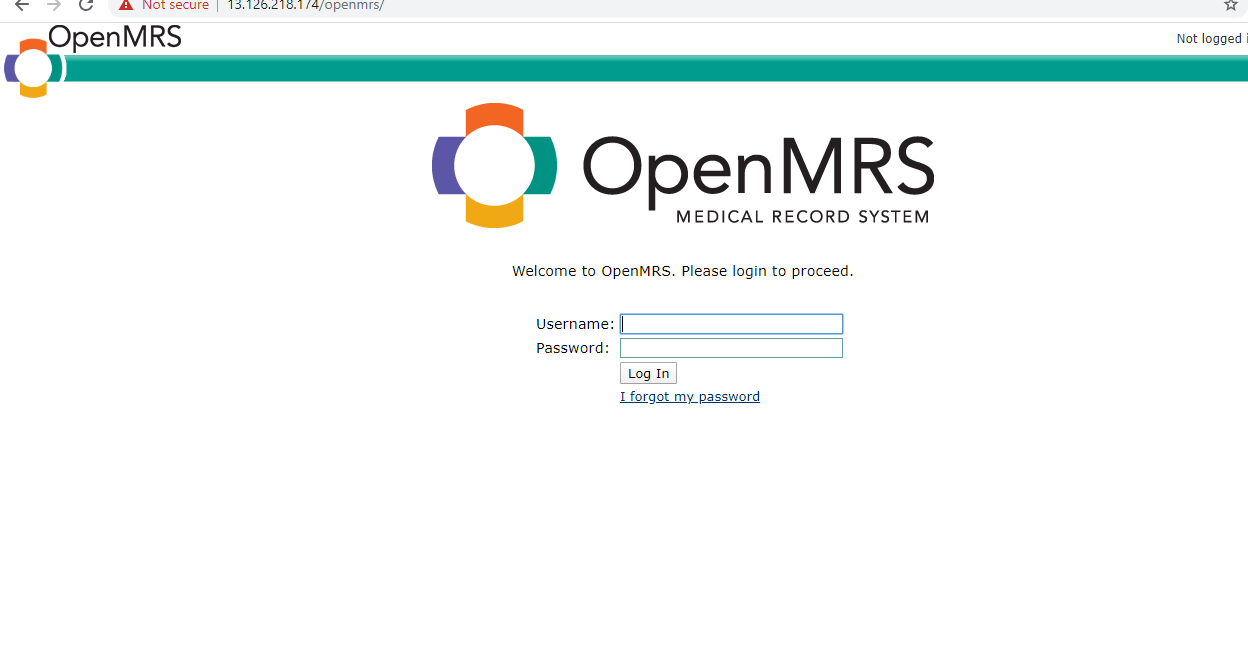 Not secure | 13.126.218.174/openmrs/
OpenMRS
Not logged i
OpenMRS
MEDICAL RECORD SYSTEM
Welcome to OpenMRS. Please login to proceed.
Username:
Password:
Log In
I forgot my password